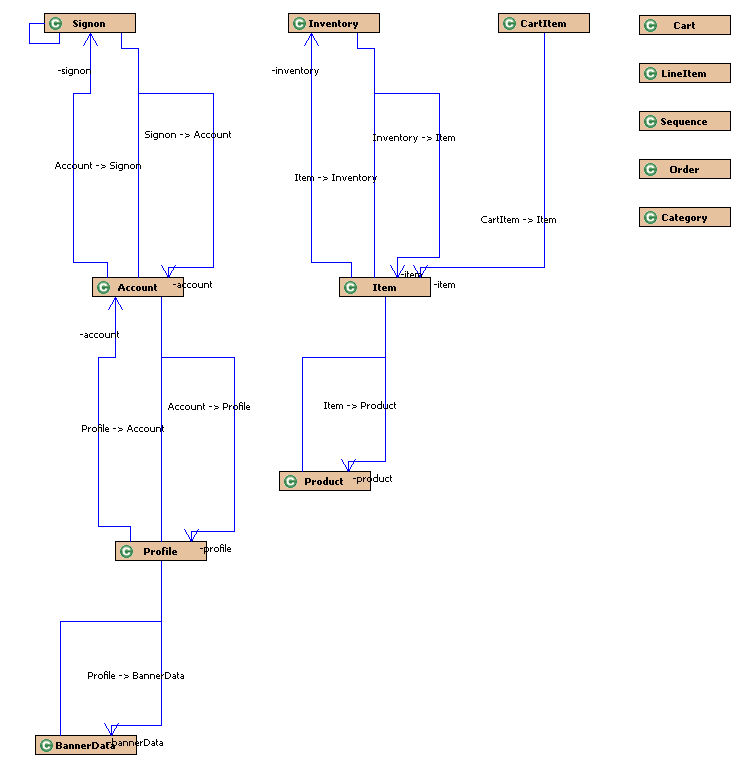 Signon
Inventory
CartItem
Cart
-signon
-inventory
LineItem
Sequence
Signon -> Account
Inventory -> Item
Account -> Signon
Order
Item -> Inventory
CartItem -> Item
Category
-item
Account
-account
Item
-item
-account
Account -> Profile
Item -> Product
Profile -> Account
Product
-product
Profile
-profile
Profile -> BannerData
BannerData
-bannerData